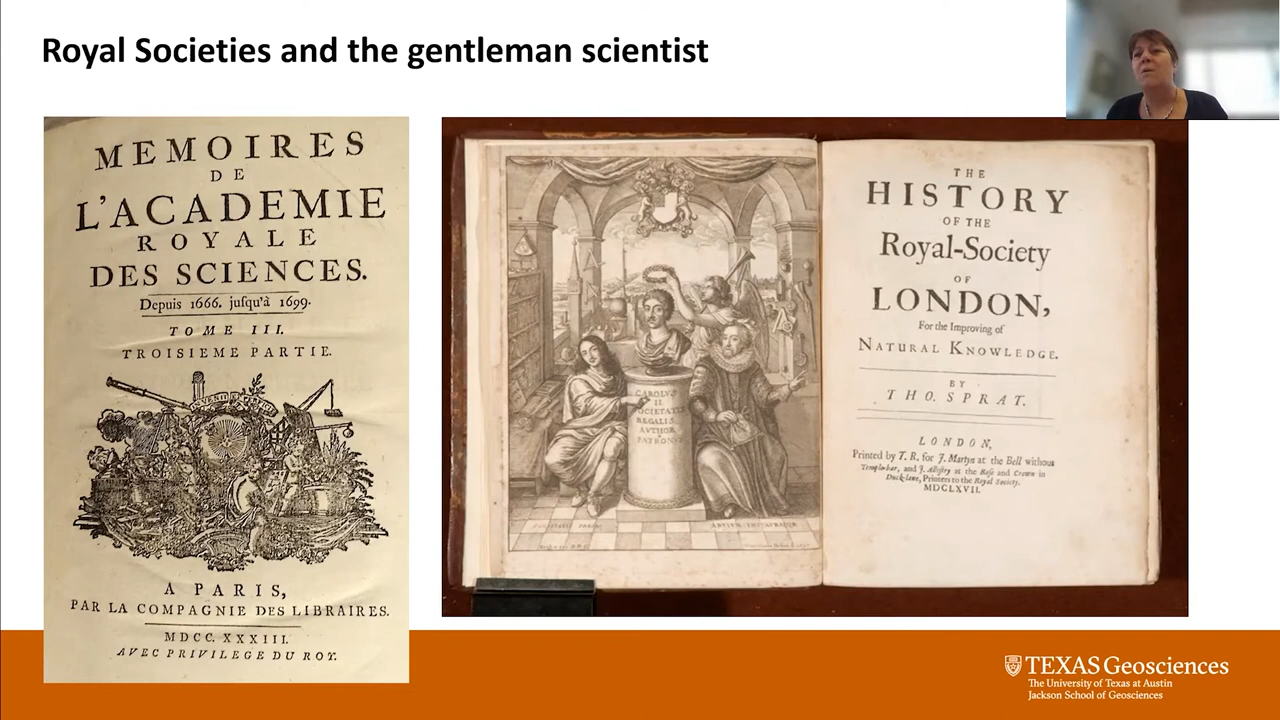 Royal Societies and the gentleman scientist
MEMOIRES
DE
L'ACADEMIE
ROYALE
DES SCIENCES.
Depuis 1666. jusqu'à 1699.
TOME III.
TROISIEME PARTIE.
A PARIS,
PAR LA COMPAGNIE DES LIBRAIRES.
MDCC. XXXIII.
AVEC PRIVILEGE DU ROY.
CAROLVS
II
SOCIETATIS
REGALIS
AVTHOR
PATRONVS
THE
HISTORY
OF THE
Royal-Society
OF
LONDON,
For the Improving of
NATURAL KNOWLEDGE.
BY
THO. SPRAT.
LONDON,
Printed by T. R. for J. Martyn at the Bell without
Temple-bar, and J. Allestry at the Rose and Crown in
Duck-lane, Printers to the Royal Society.
MDCLXVII.
TEXAS Geosciences
The University of Texas at Austin
Jackson School of Geosciences